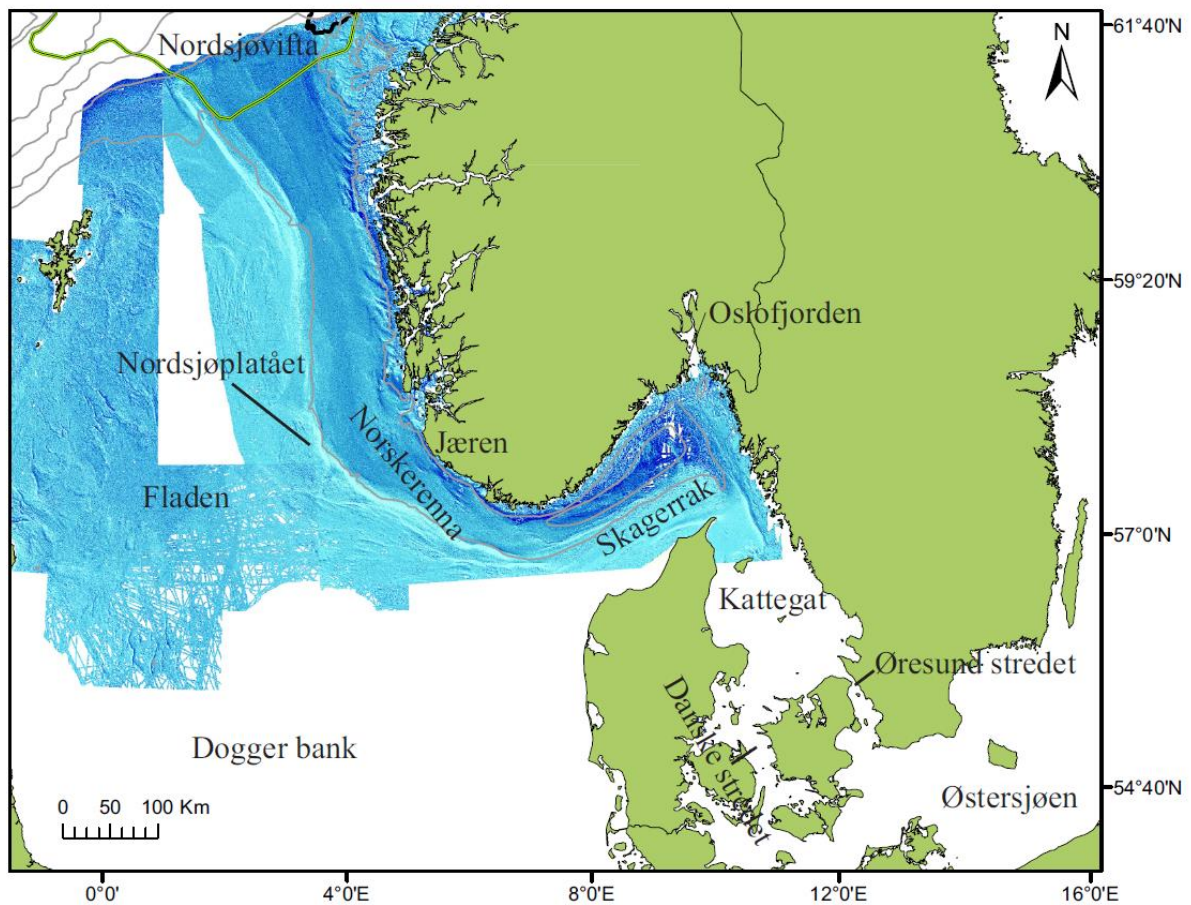 61°40'N
Nordsjøvifta
N
59°20'N
Oslofjorden
Nordsjøplatået
Norskerenna
Jæren
Fladen
Skagerrak
57°0'N
Kattegat
Øresund stredet
Danske stredet
Dogger bank
0 50 100 Km
Østersjøen
54°40'N
0°0' 4°0'E 8°0'E 12°0'E 16°0'E